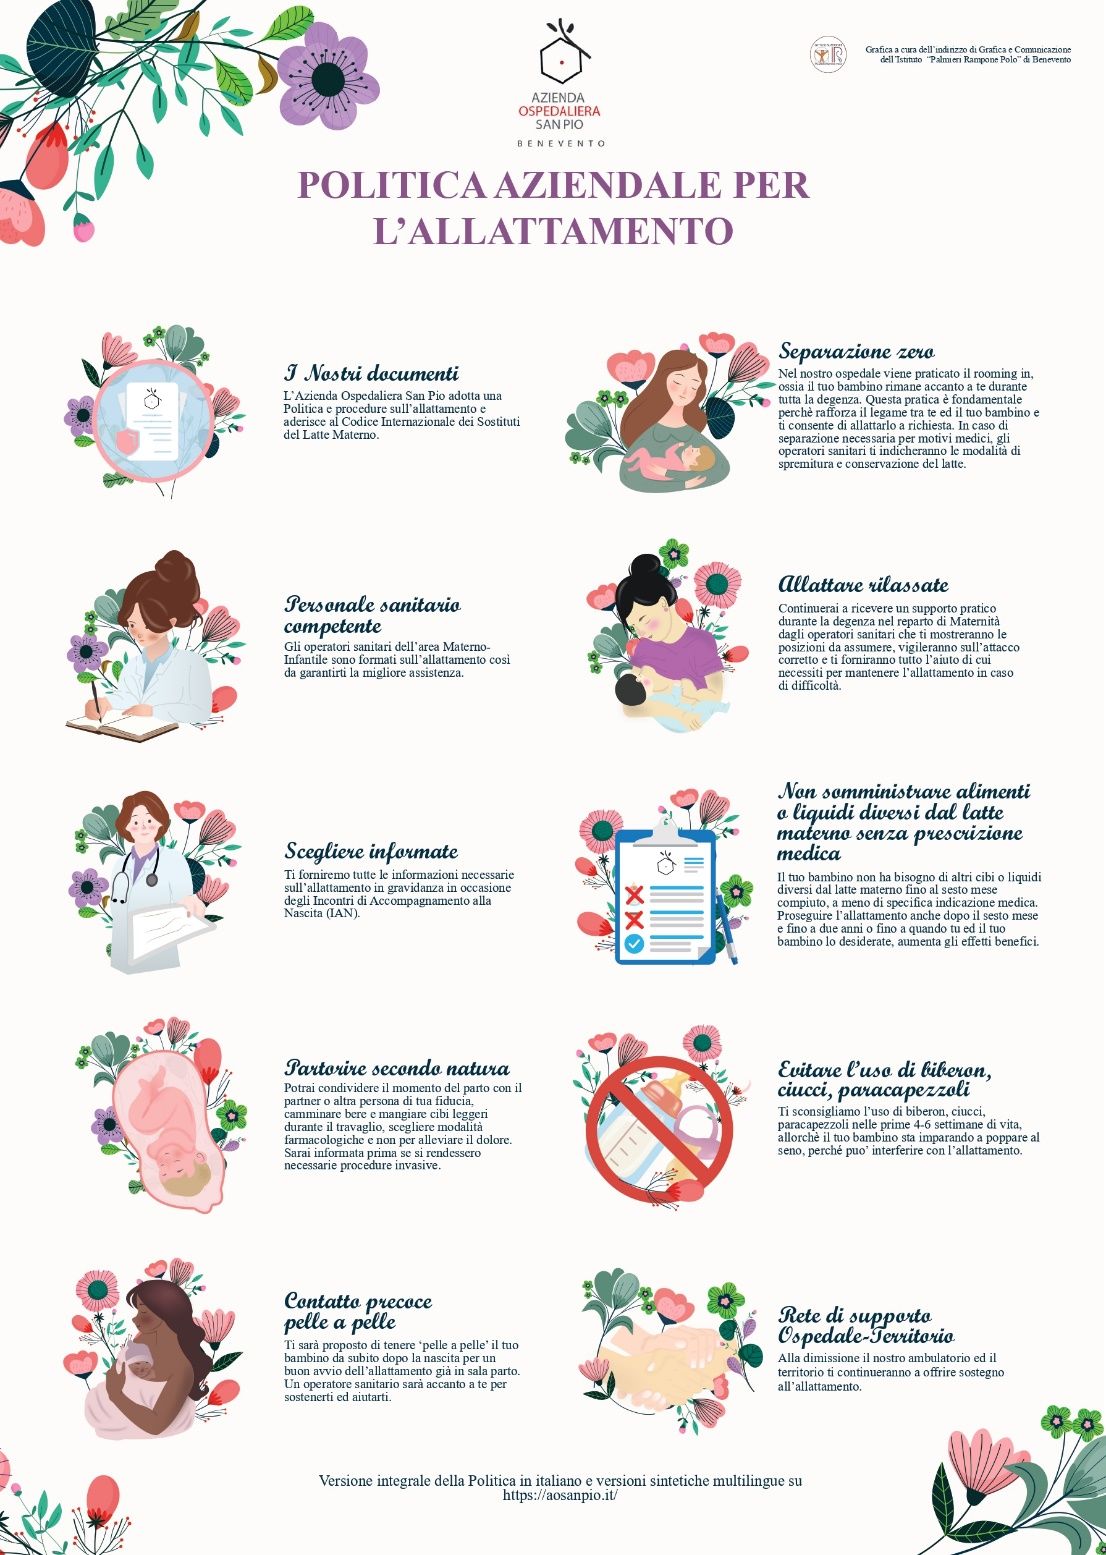 AZIENDA
OSPEDALIERA
SAN PIO
BENEVENTO
Grafica a cura dell'indirizzo di Grafica e Comunicazione
dell'Istituto "Palmieri Rampone Polo" di Benevento
POLITICA AZIENDALE PER
L'ALLATTAMENTO
I Nostri documenti
L'Azienda Ospedaliera San Pio adotta una
Politica e procedure sull'allattamento e
aderisce al Codice Internazionale dei Sostituti
del Latte Materno.
Personale sanitario
competente
Gli operatori sanitari dell'area Materno-
Infantile sono formati sull'allattamento così
da garantirti la migliore assistenza.
Scegliere informate
Ti forniremo tutte le informazioni necessarie
sull'allattamento in gravidanza in occasione
degli Incontri di Accompagnamento alla
Nascita (IAN).
Partorire secondo natura
Potrai condividere il momento del parto con il
partner o altra persona di tua fiducia,
camminare bere e mangiare cibi leggeri
durante il travaglio, scegliere modalità
farmacologiche e non per alleviare il dolore.
Sarai informata prima se si rendessero
necessarie procedure invasive.
Contatto precoce
pelle a pelle
Ti sarà proposto di tenere 'pelle a pelle' il tuo
bambino da subito dopo la nascita per un
buon avvio dell'allattamento già in sala parto.
Un operatore sanitario sarà accanto a te per
sostenerti ed aiutarti.
Separazione zero
Nel nostro ospedale viene praticato il rooming in,
ossia il tuo bambino rimane accanto a te durante
tutta la degenza. Questa pratica è fondamentale
perchè rafforza il legame tra te ed il tuo bambino e
ti consente di allattarlo a richiesta. In caso di
separazione necessaria per motivi medici, gli
operatori sanitari ti indicheranno le modalità di
spremitura e conservazione del latte.
Allattare rilassate
Continuerai a ricevere un supporto pratico
durante la degenza nel reparto di Maternità
dagli operatori sanitari che ti mostreranno le
posizioni da assumere, vigileranno sull'attacco
corretto e ti forniranno tutto l'aiuto di cui
necessiti per mantenere l'allattamento in caso
di difficoltà.
Non somministrare alimenti
o liquidi diversi dal latte
materno senza prescrizione
medica
Il tuo bambino non ha bisogno di altri cibi o liquidi
diversi dal latte materno fino al sesto mese
compiuto, a meno di specifica indicazione medica.
Proseguire l'allattamento anche dopo il sesto mese
e fino a due anni o fino a quando tu ed il tuo
bambino lo desiderate, aumenta gli effetti benefici.
Evitare l'uso di biberon,
ciucci, paracapezzoli
Ti sconsigliamo l'uso di biberon, ciucci,
paracapezzoli nelle prime 4-6 settimane di vita,
allorchè il tuo bambino sta imparando a poppare al
seno, perché puo' interferire con l'allattamento.
Rete di supporto
Ospedale-Territorio
Alla dimissione il nostro ambulatorio ed il
territorio ti continueranno a offrire sostegno
all'allattamento.
Versione integrale della Politica in italiano e versioni sintetiche multilingue su
https://aosanpio.it/